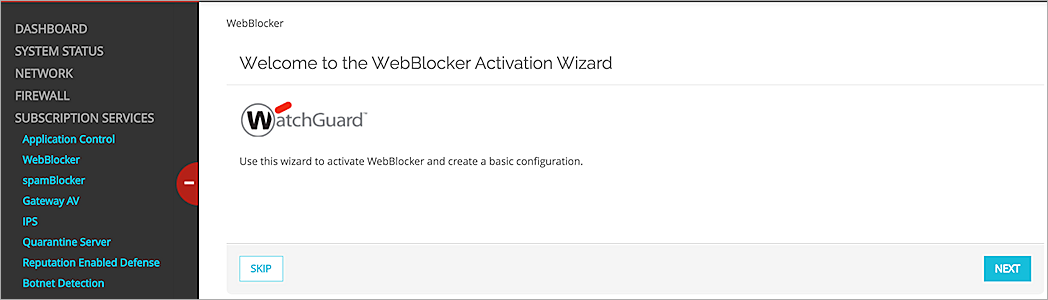 DASHBOARD
SYSTEM STATUS
NETWORK
FIREWALL
SUBSCRIPTION SERVICES
Application Control
WebBlocker
spamBlocker
Gateway AV
IPS
Quarantine Server
Reputation Enabled Defense
Botnet Detection
WebBlocker
Welcome to the WebBlocker Activation Wizard
WatchGuard™
Use this wizard to activate WebBlocker and create a basic configuration.
SKIP
NEXT